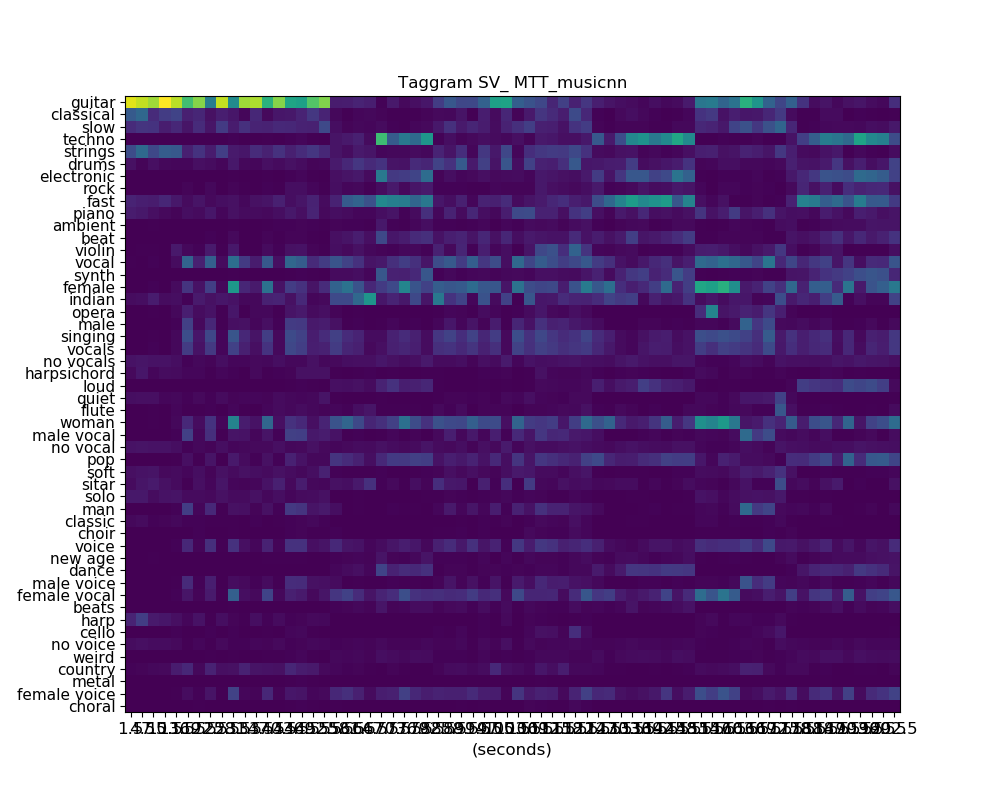 Taggram SV_ MTT_musicnn
guitar
classical
slow
techno
strings
drums
electronic
rock
fast
piano
ambient
beat
violin
vocal
synth
female
indian
opera
male
singing
vocals
no vocals
harpsichord
loud
quiet
flute
woman
male vocal
no vocal
pop
soft
sitar
solo
man
classic
choir
voice
new age
dance
male voice
female vocal
beats
harp
cello
no voice
weird
country
metal
female voice
choral
(seconds)